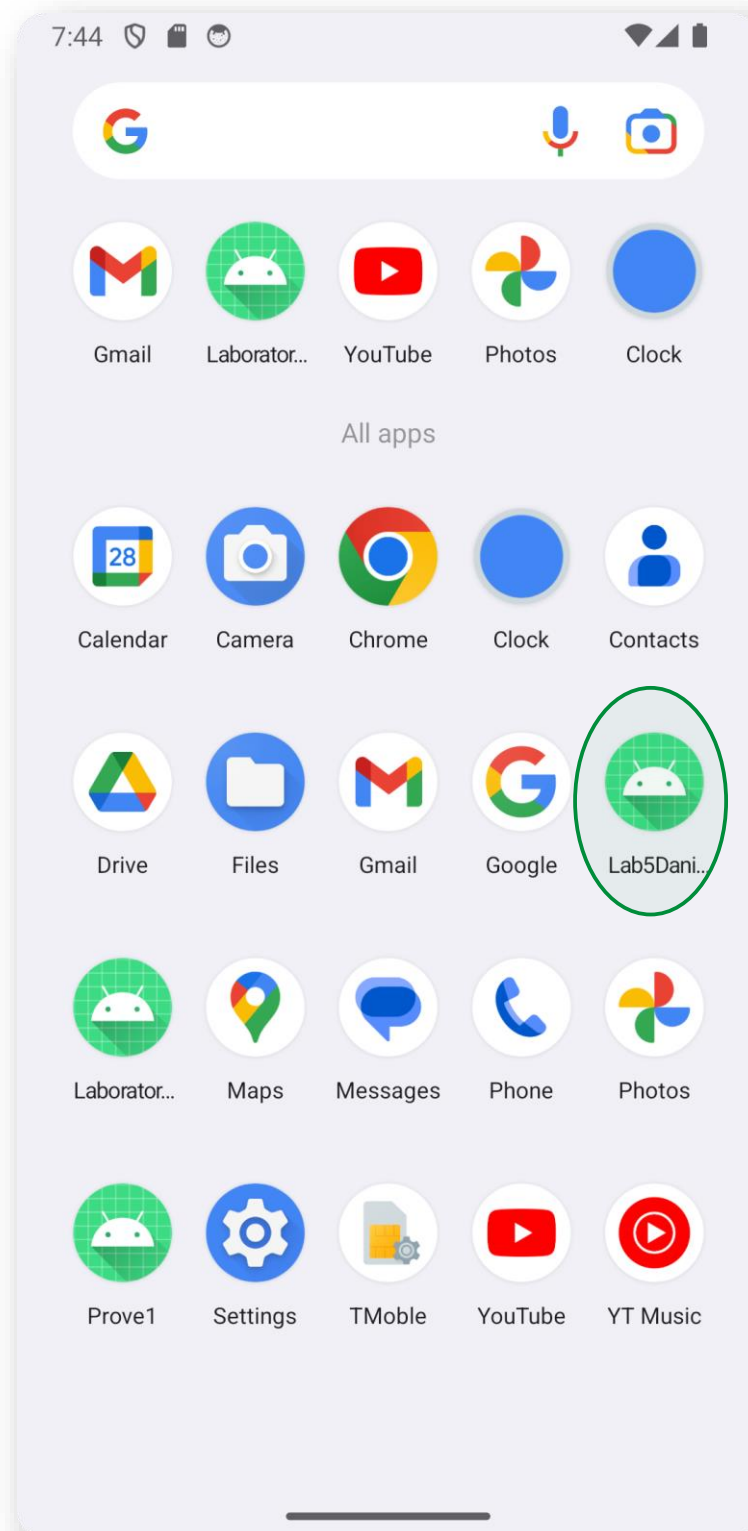 7:44
Gmail Laborator... YouTube Photos Clock
All apps
28
Calendar Camera Chrome Clock Contacts
Drive Files Gmail Google Lab5Dani...
Laborator... Maps Messages Phone Photos
Prove1 Settings TMoble YouTube YT Music